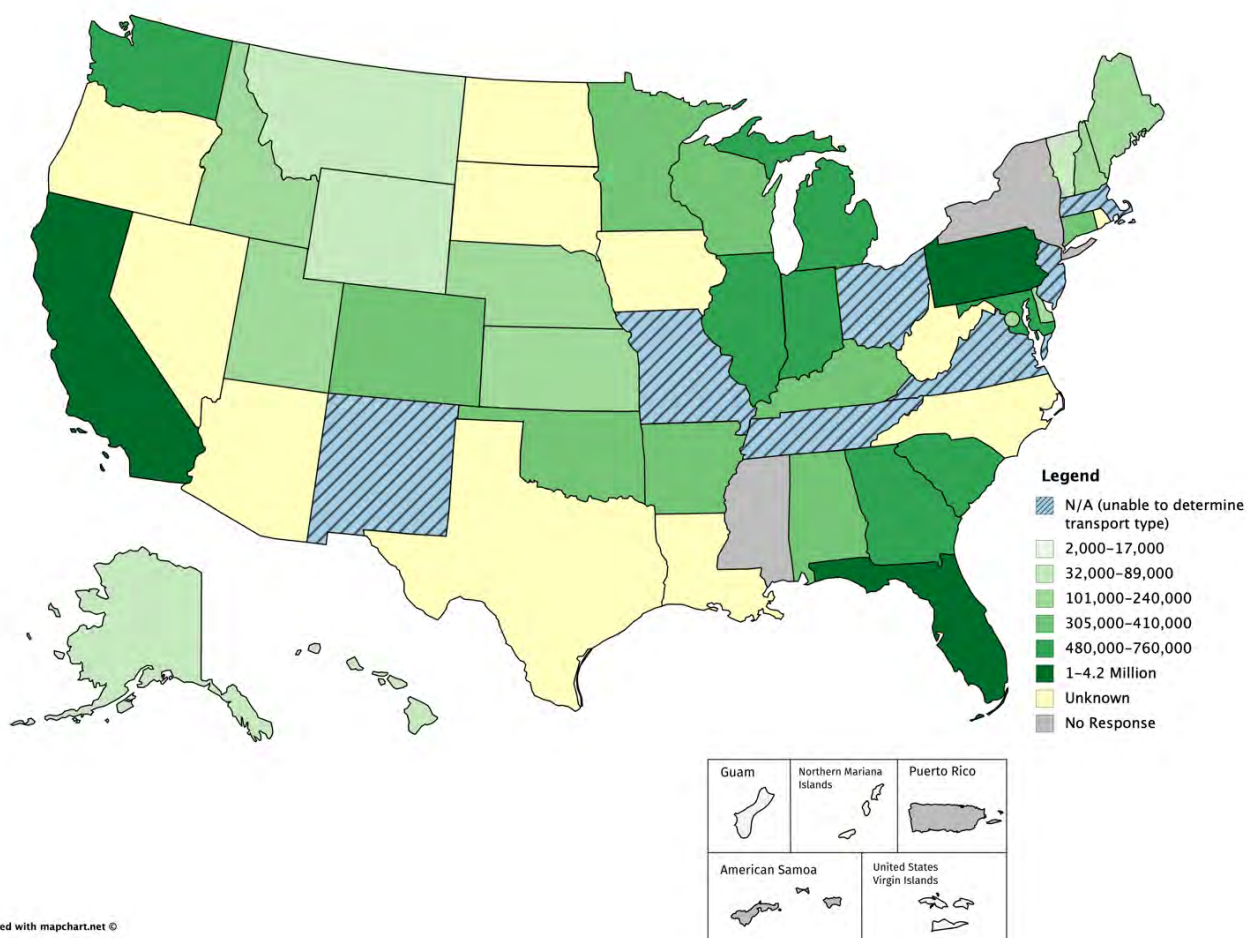 Legend
N/A (unable to determine
transport type)
2,000–17,000
32,000–89,000
101,000–240,000
305,000–410,000
480,000–760,000
1–4.2 Million
Unknown
No Response
Guam
Northern Mariana
Islands
Puerto Rico
American Samoa
United States
Virgin Islands
ed with mapchart.net ©